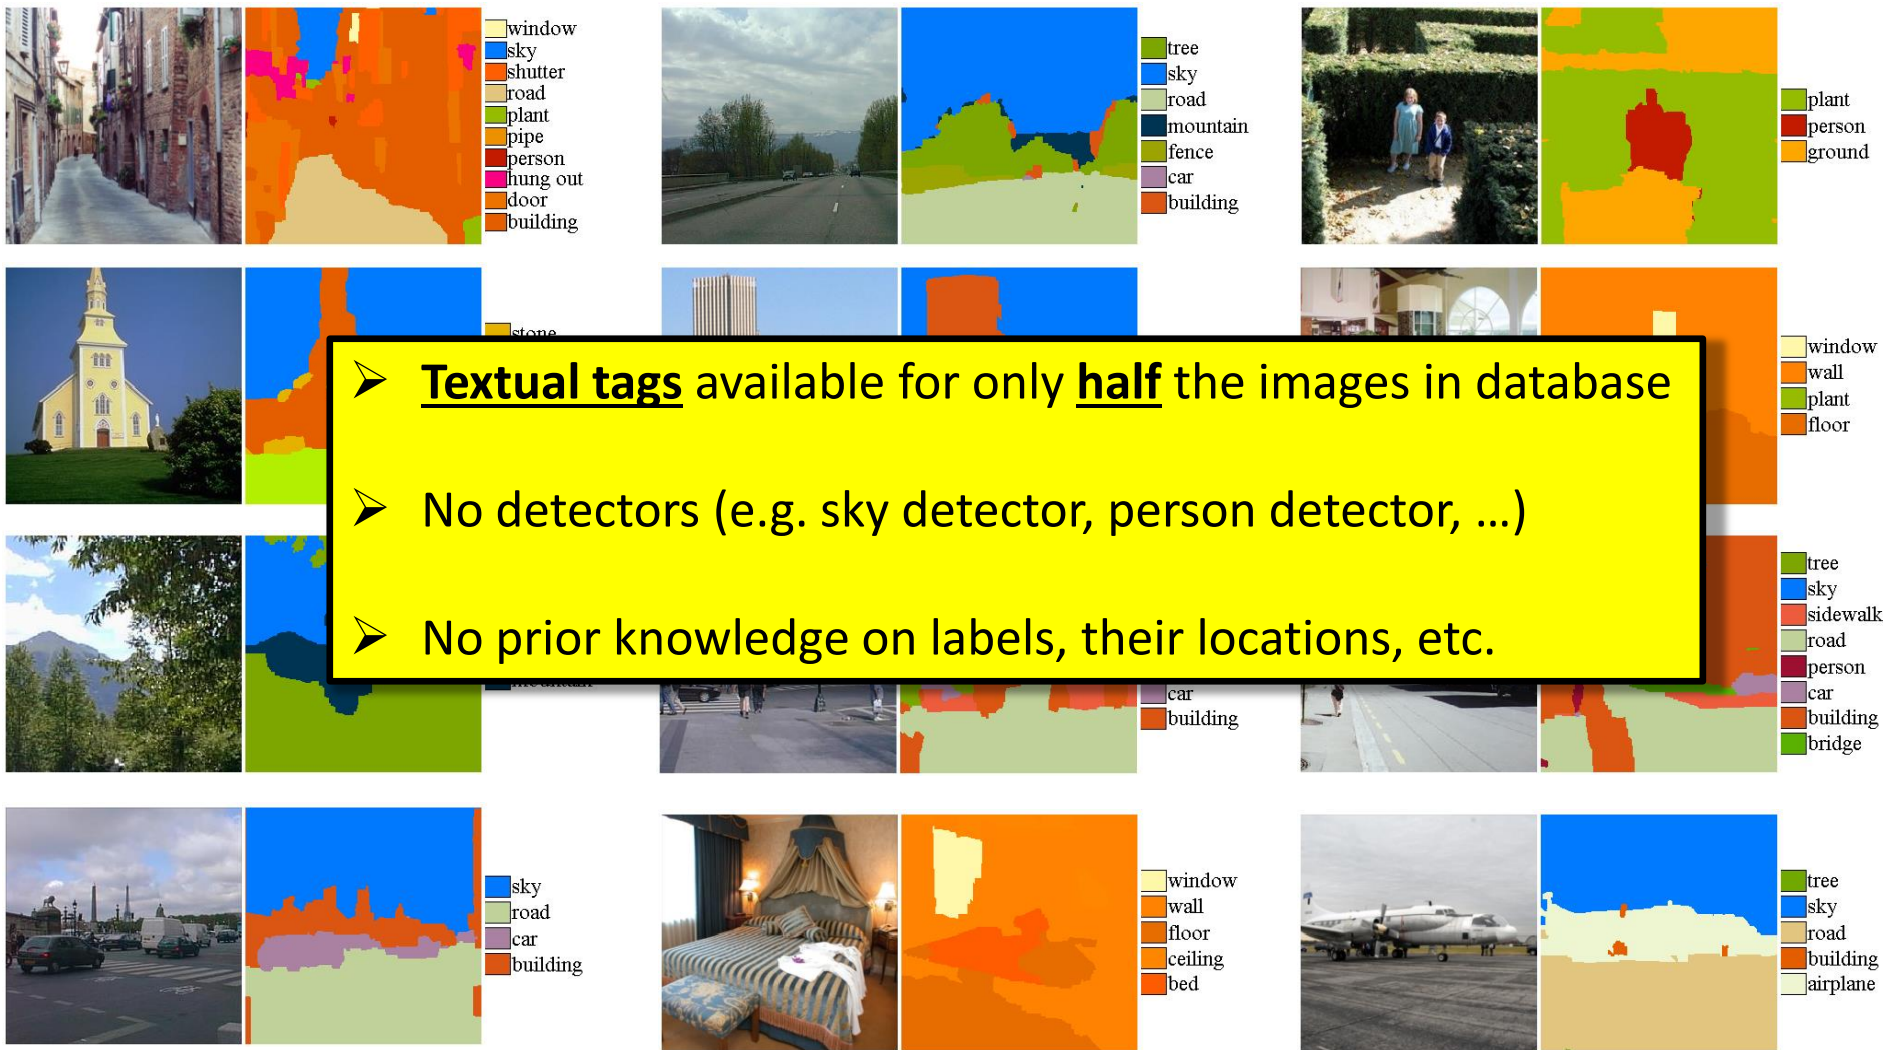 window
sky
shutter
road
plant
pipe
person
hung out
door
building
tree
sky
road
mountain
fence
car
building
plant
person
ground
stone
window
wall
plant
floor
➢ Textual tags available for only half the images in database
➢ No detectors (e.g. sky detector, person detector, …)
➢ No prior knowledge on labels, their locations, etc.
mountain
car
building
tree
sky
sidewalk
road
person
car
building
bridge
sky
road
car
building
window
wall
floor
ceiling
bed
tree
sky
road
building
airplane